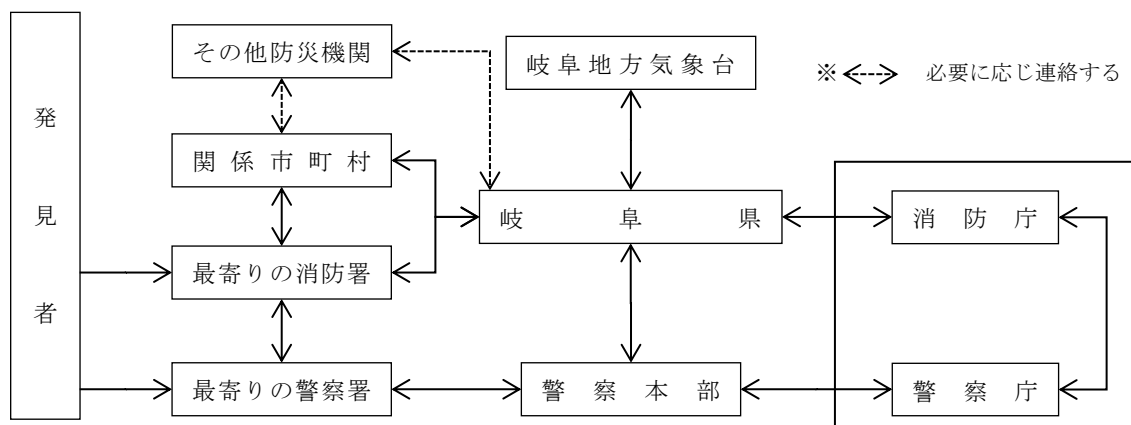 発見者
その他防災機関
岐阜地方気象台
※ 必要に応じ連絡する
関係市町村
岐阜県
消防庁
最寄りの消防署
最寄りの警察署
警察本部
警察庁